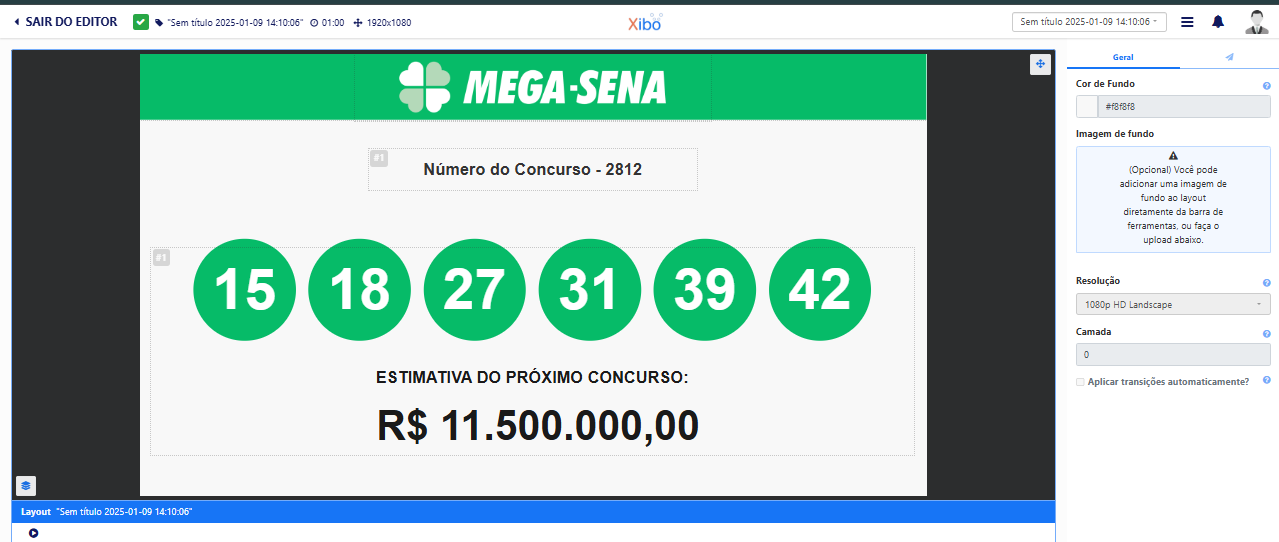 SAIR DO EDITOR "Sem título 2025-01-09 14:10:06" 01:00 1920x1080 Xibo Sem título 2025-01-09 14:10:06
MEGA-SENA
#1
Número do Concurso - 2812
#1
15 18 27 31 39 42
ESTIMATIVA DO PRÓXIMO CONCURSO:
R$ 11.500.000,00
Layout "Sem título 2025-01-09 14:10:06"
Geral
Cor de Fundo
#f8f8f8
Imagem de fundo
(Opcional) Você pode
adicionar uma imagem de
fundo ao layout
diretamente da barra de
ferramentas, ou faça o
upload abaixo.
Resolução
1080p HD Landscape
Camada
0
Aplicar transições automaticamente?